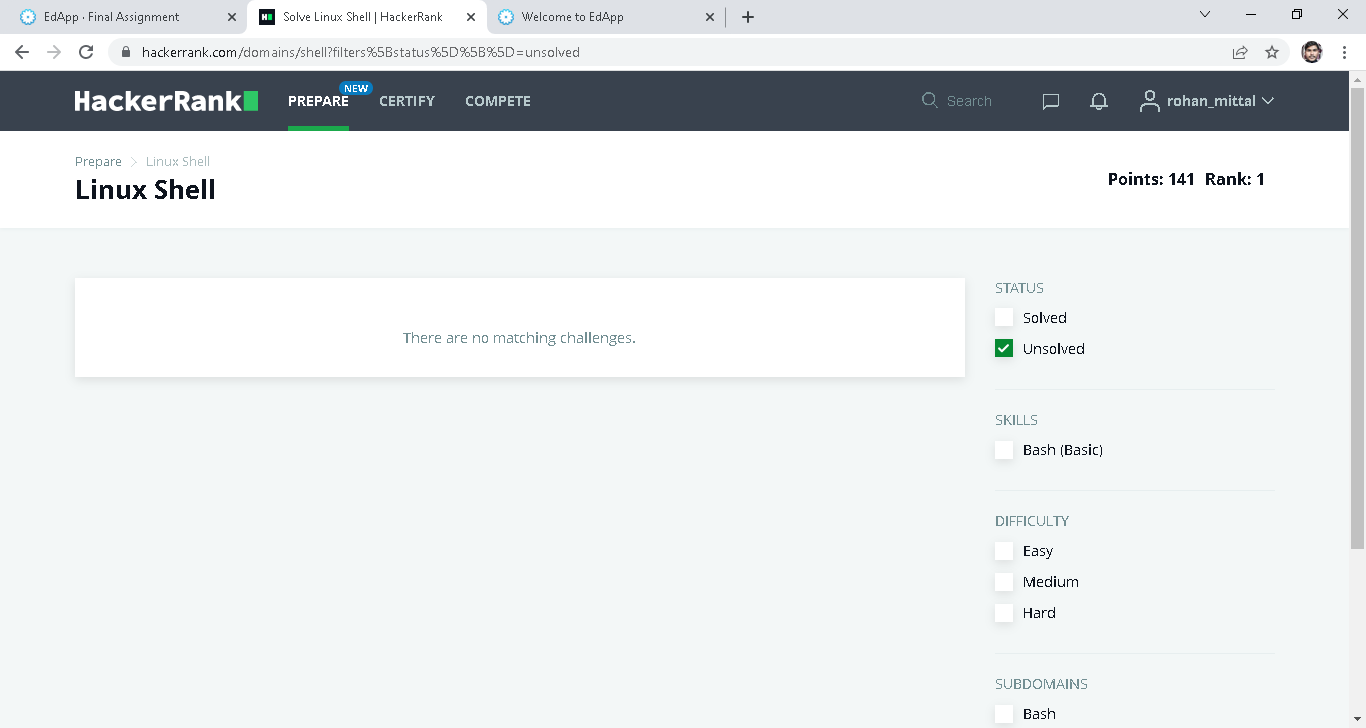 EdApp · Final Assignment
Solve Linux Shell | HackerRank
Welcome to EdApp
hackerrank.com/domains/shell?filters%5Bstatus%5D%5B%5D=unsolved
HackerRank
PREPARE
NEW
CERTIFY
COMPETE
Search
rohan_mittal
Prepare > Linux Shell
Linux Shell
Points: 141 Rank: 1
There are no matching challenges.
STATUS
Solved
Unsolved
SKILLS
Bash (Basic)
DIFFICULTY
Easy
Medium
Hard
SUBDOMAINS
Bash